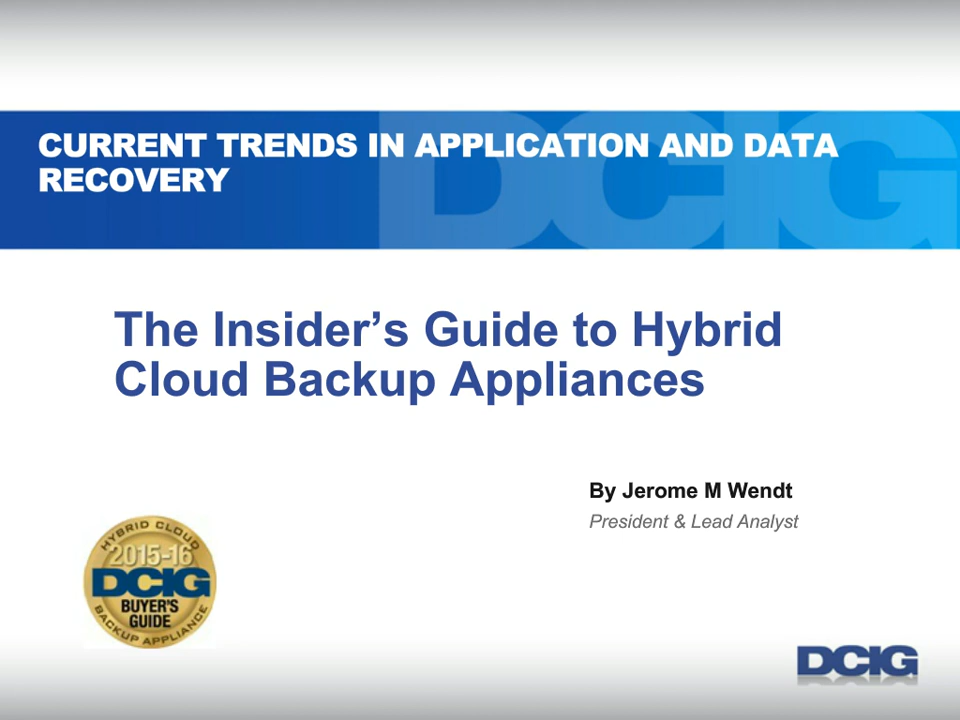 CURRENT TRENDS IN APPLICATION AND DATA
RECOVERY
DCIG
The Insider’s Guide to Hybrid
Cloud Backup Appliances
By Jerome M Wendt
President & Lead Analyst
HYBRID CLOUD
2015-16
DCIG
BUYER'S
GUIDE
BACKUP APPLIANCE
DCIG